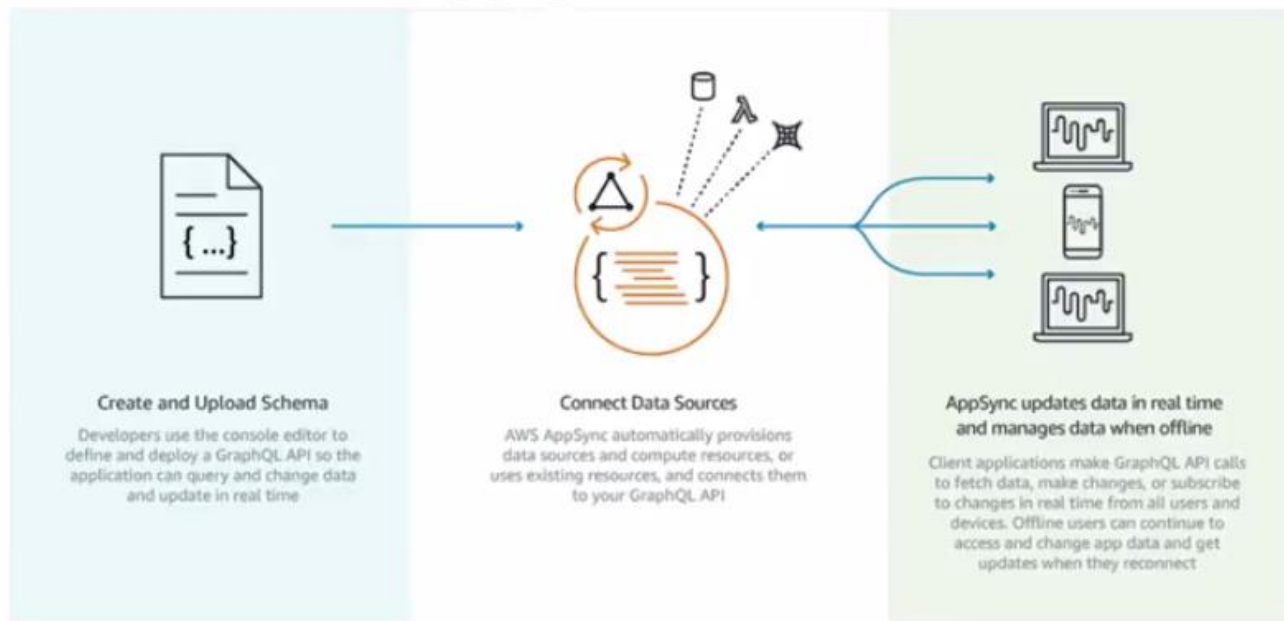 { ... }
Create and Upload Schema
Developers use the console editor to
define and deploy a GraphQL API so the
application can query and change data
and update in real time
λ
{ }
Connect Data Sources
AWS AppSync automatically provisions
data sources and compute resources, or
uses existing resources, and connects them
to your GraphQL API
AppSync updates data in real time
and manages data when offline
Client applications make GraphQL API calls
to fetch data, make changes, or subscribe
to changes in real time from all users and
devices. Offline users can continue to
access and change app data and get
updates when they reconnect